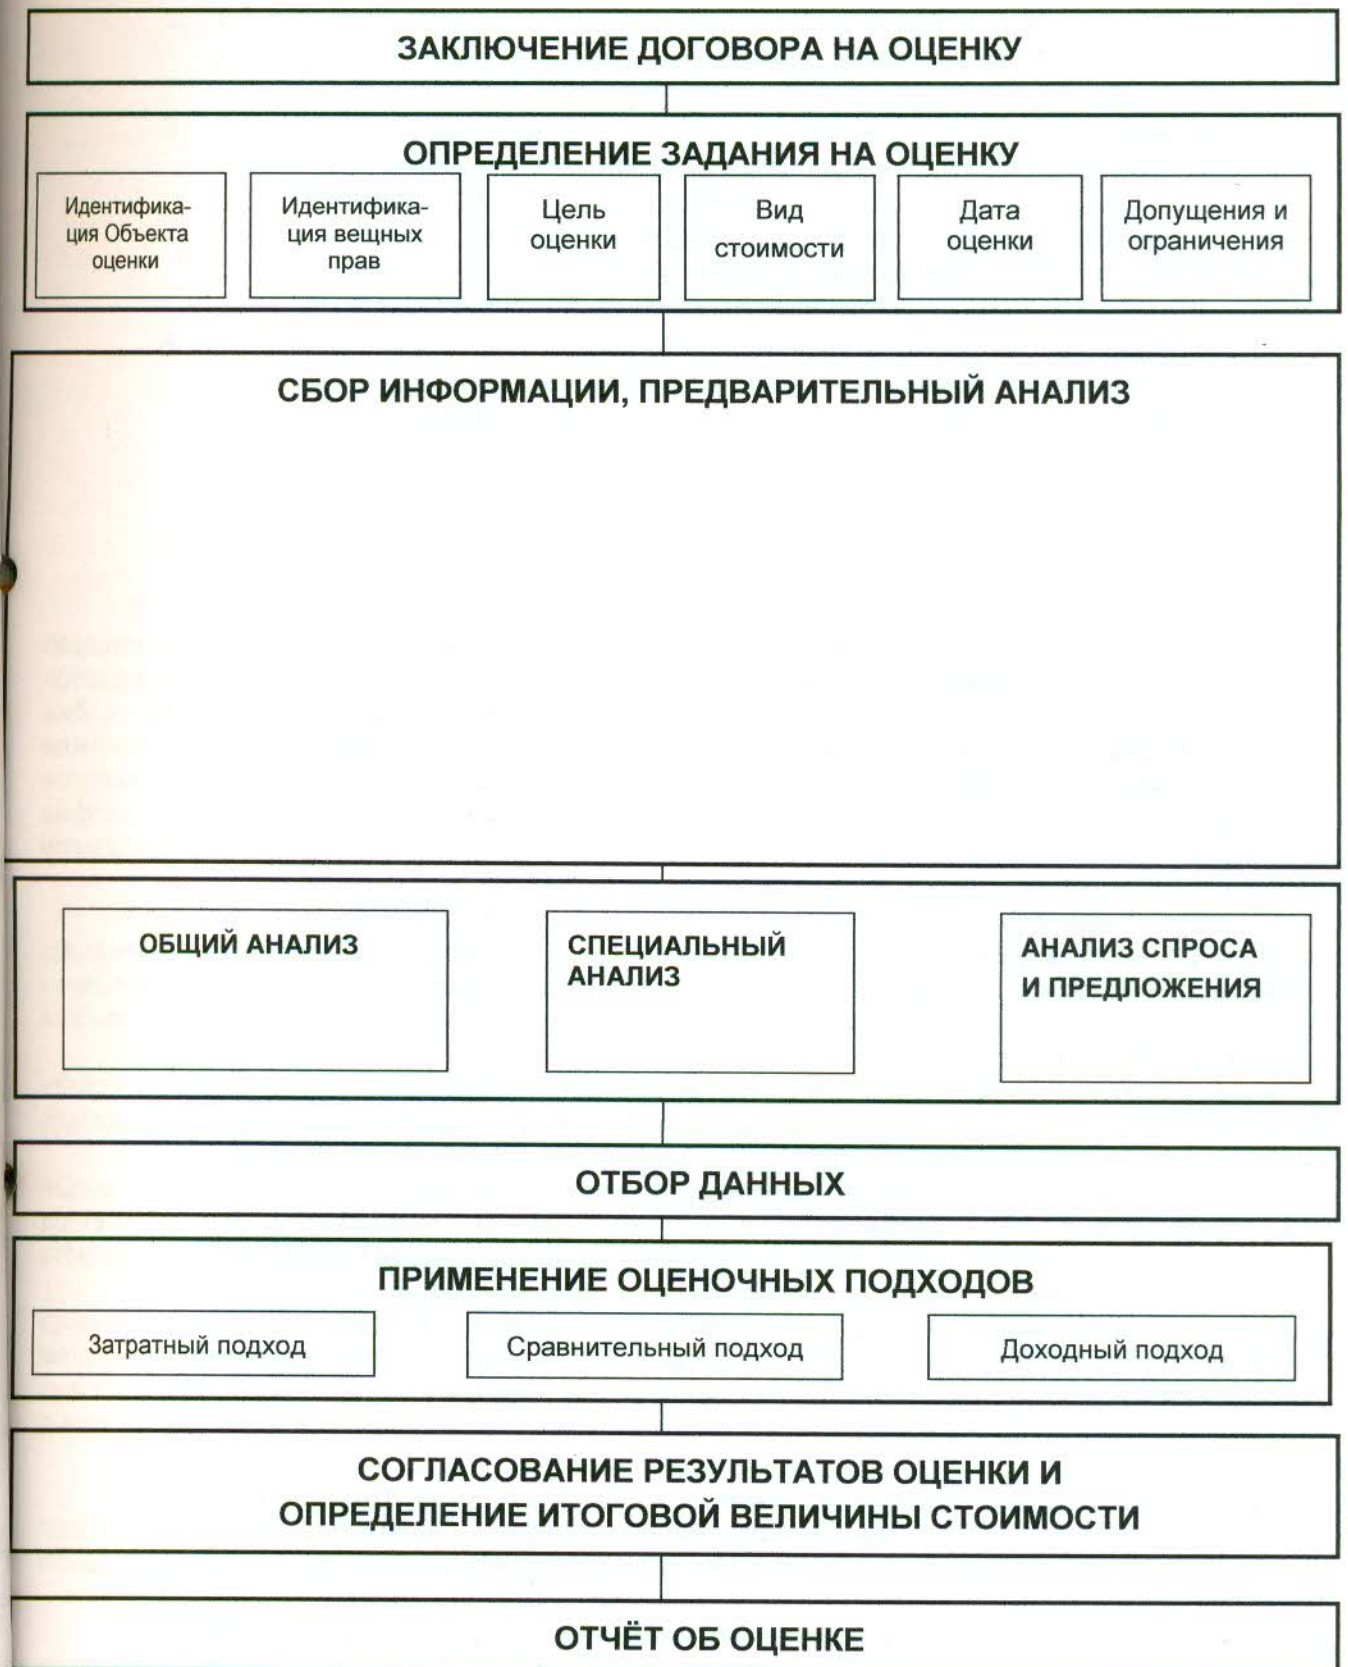 ЗАКЛЮЧЕНИЕ ДОГОВОРА НА ОЦЕНКУ
ОПРЕДЕЛЕНИЕ ЗАДАНИЯ НА ОЦЕНКУ
Идентифика-
ция Объекта
оценки
Идентифика-
ция вещных
прав
Цель
оценки
Вид
стоимости
Дата
оценки
Допущения и
ограничения
СБОР ИНФОРМАЦИИ, ПРЕДВАРИТЕЛЬНЫЙ АНАЛИЗ
ОБЩИЙ АНАЛИЗ
СПЕЦИАЛЬНЫЙ
АНАЛИЗ
АНАЛИЗ СПРОСА
И ПРЕДЛОЖЕНИЯ
ОТБОР ДАННЫХ
ПРИМЕНЕНИЕ ОЦЕНОЧНЫХ ПОДХОДОВ
Затратный подход
Сравнительный подход
Доходный подход
СОГЛАСОВАНИЕ РЕЗУЛЬТАТОВ ОЦЕНКИ И
ОПРЕДЕЛЕНИЕ ИТОГОВОЙ ВЕЛИЧИНЫ СТОИМОСТИ
ОТЧЁТ ОБ ОЦЕНКЕ